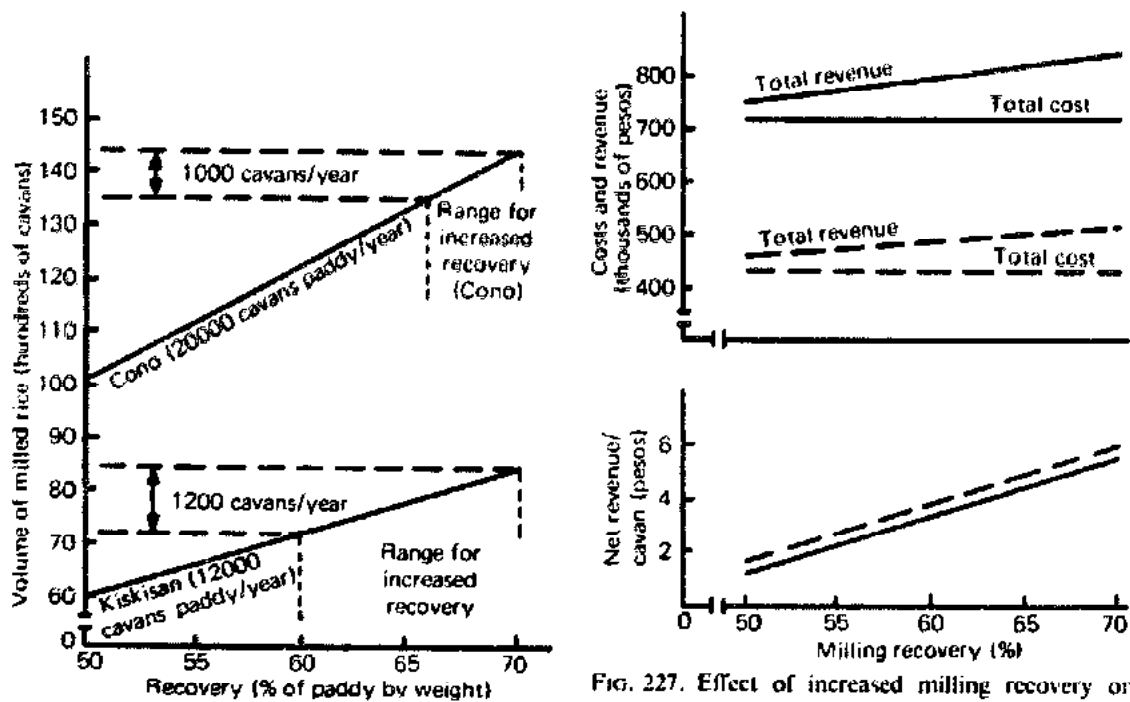 Volume of milled rice (hundreds of cavans)
150
140
130
120
110
100
90
80
70
60
0
1000 cavans/year
Range for
increased
recovery
(Cono)
Cono (20000 cavans paddy/year)
1200 cavans/year
Range for
increased
recovery
Kiskisan (12000
cavans paddy/year)
50 55 60 65 70
Recovery (% of paddy by weight)
Costs and revenue
(thousands of pesos)
800
700
600
500
400
0
Total revenue
Total cost
Total revenue
Total cost
Net revenue/
cavan (pesos)
6
4
2
0 50 55 60 65 70
Milling recovery (%)
FIG. 227. Effect of increased milling recovery on